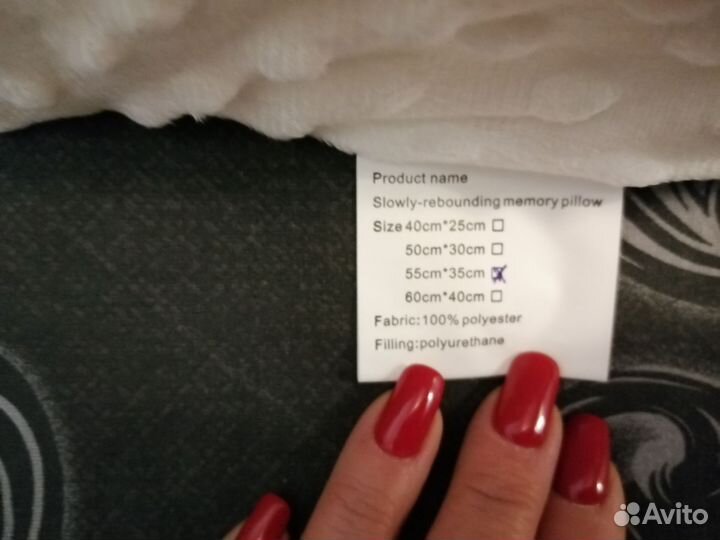 Product name
Slowly-rebounding memory pillow
Size 40cm*25cm ☐
50cm*30cm ☐
55cm*35cm ☒
60cm*40cm ☐
Fabric:100% polyester
Filling:polyurethane
Avito